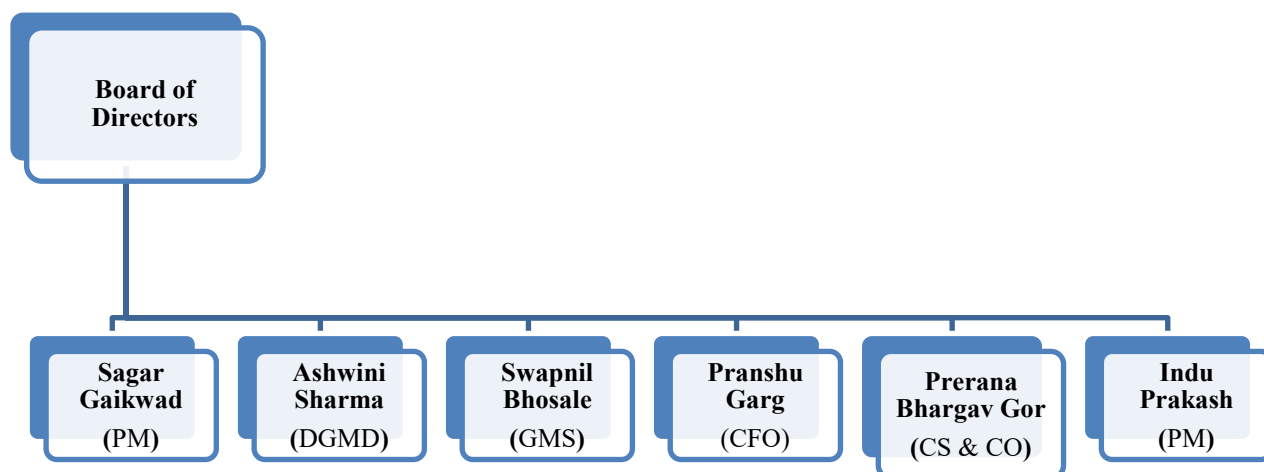 Board of
Directors
Sagar
Gaikwad
(PM)
Ashwini
Sharma
(DGMD)
Swapnil
Bhosale
(GMS)
Pranshu
Garg
(CFO)
Prerana
Bhargav Gor
(CS & CO)
Indu
Prakash
(PM)